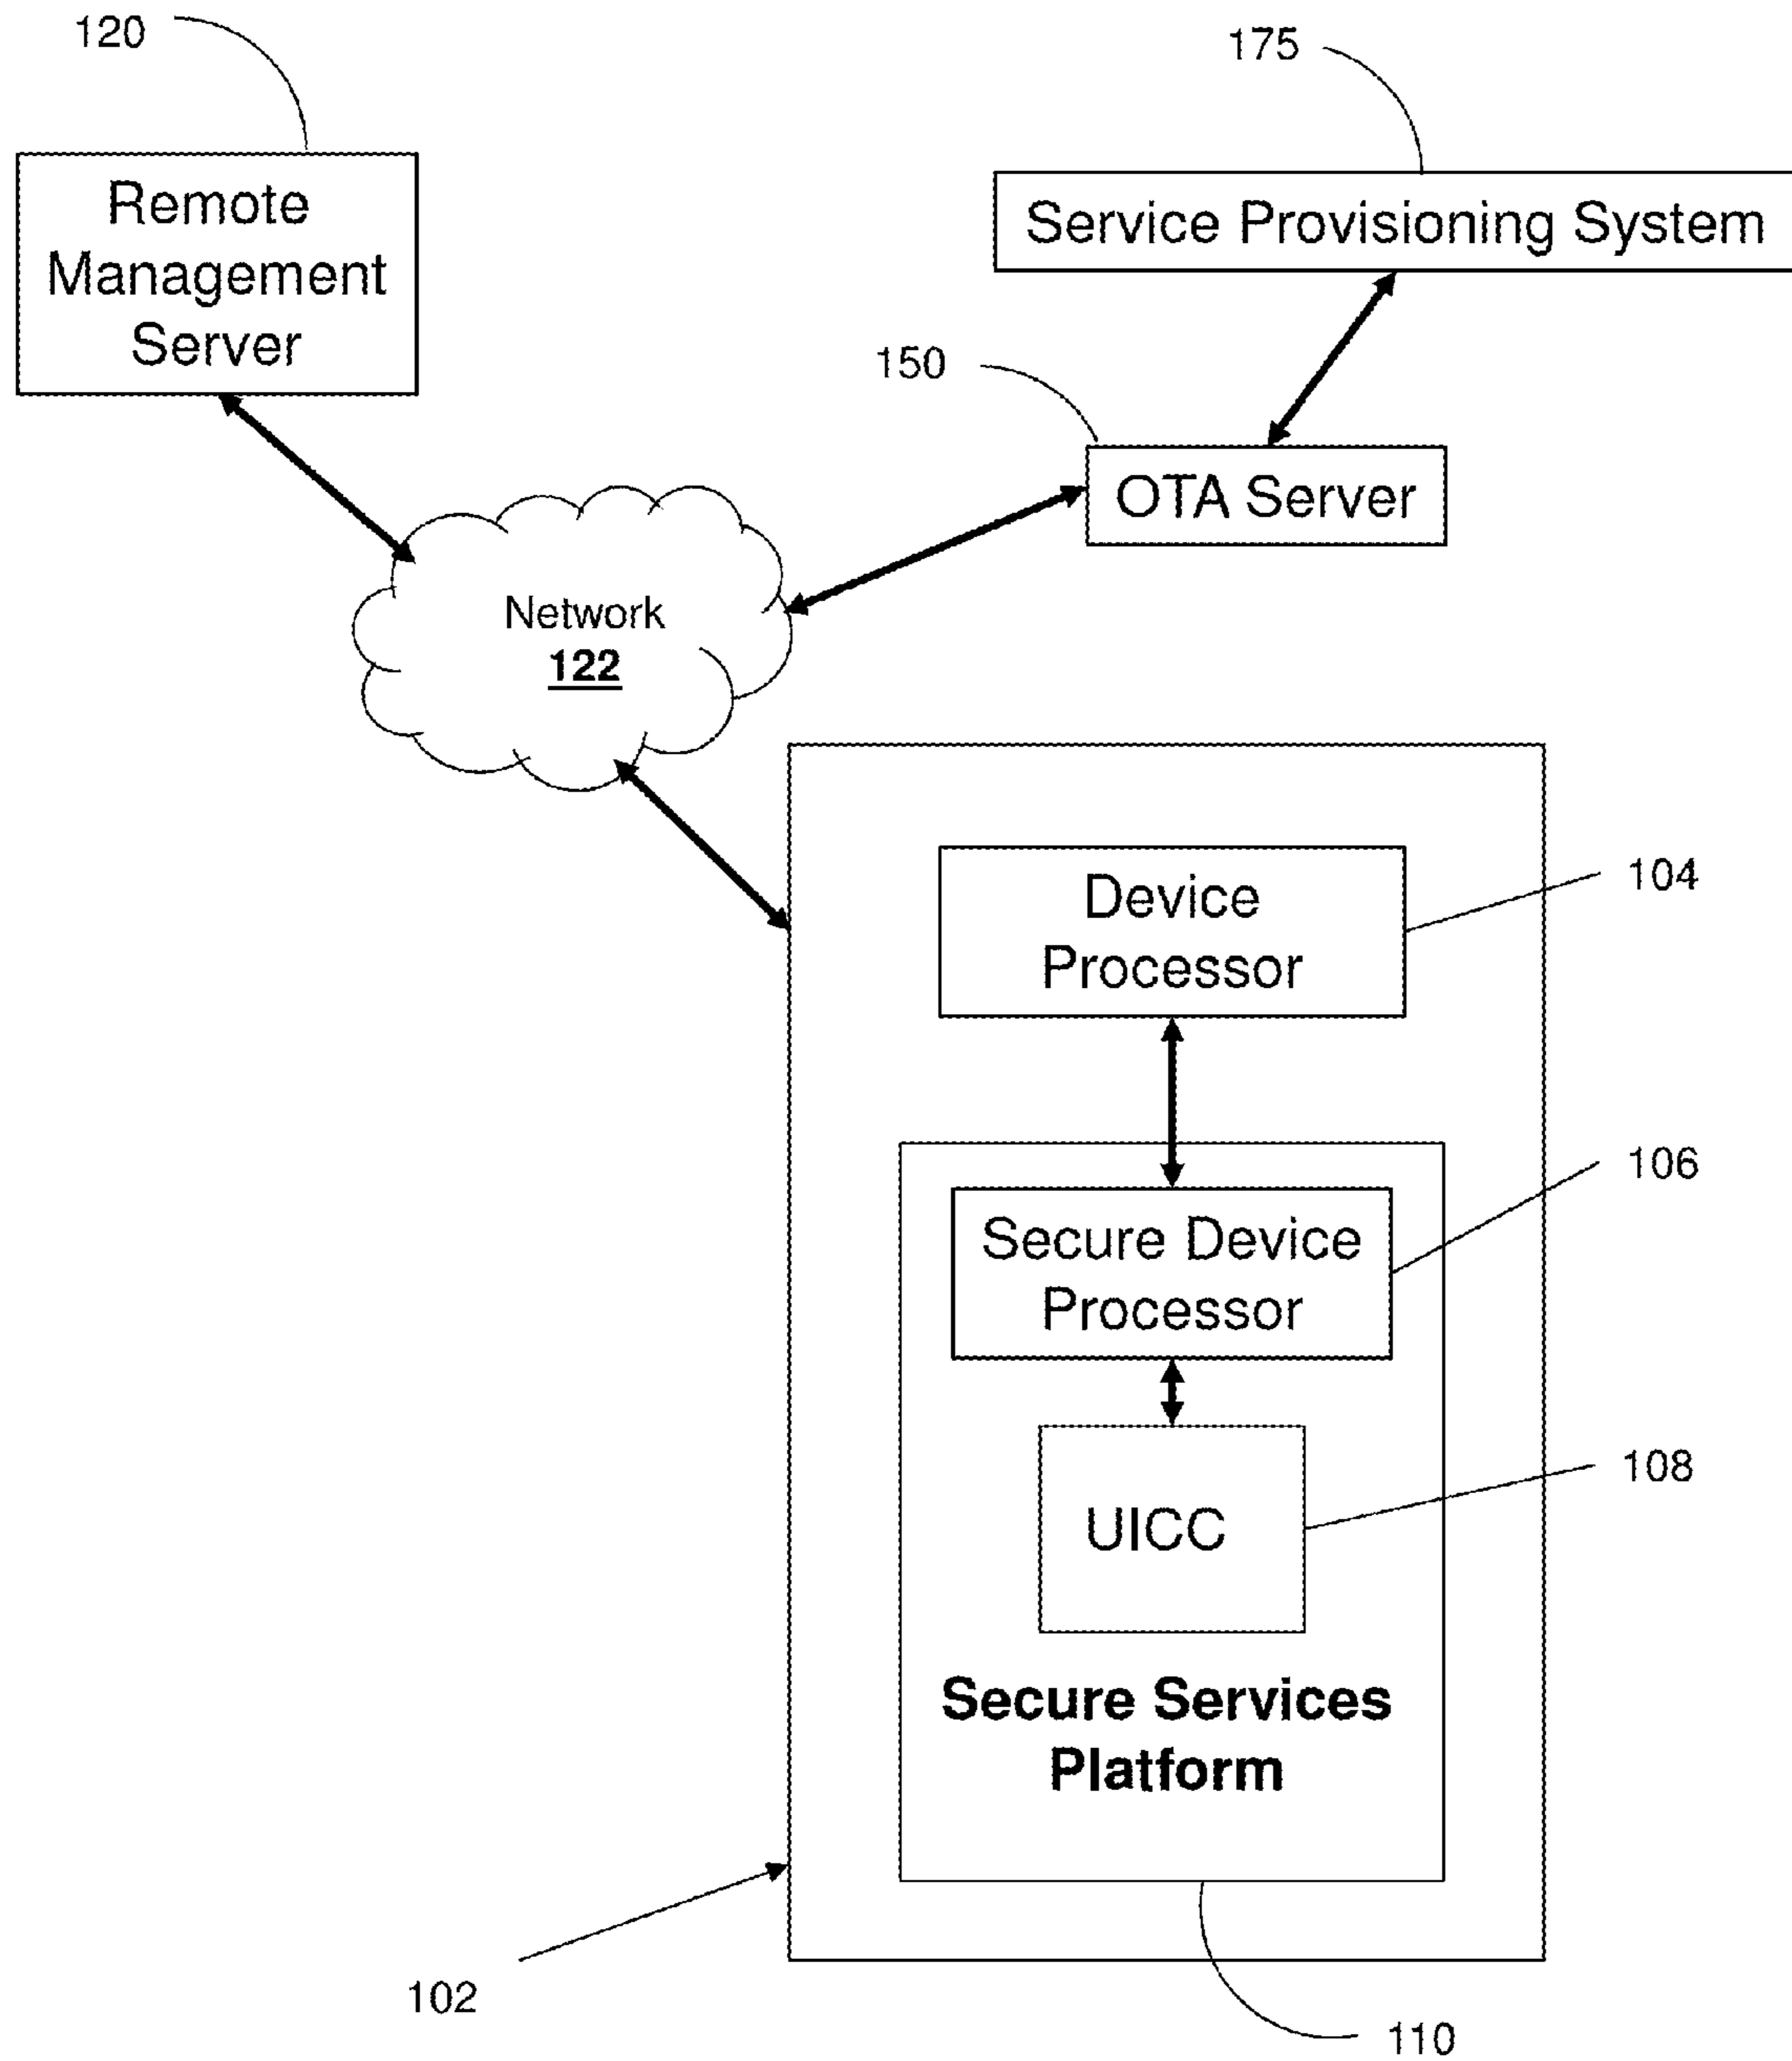 120
175
Remote
Management
Server
Service Provisioning System
150
OTA Server
Network
122
Device
Processor
104
106
Secure Device
Processor
108
UICC
Secure Services
Platform
102
110